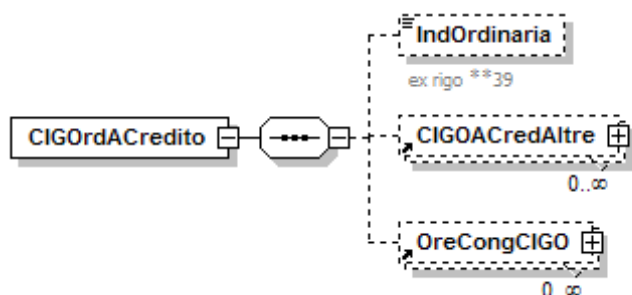 IndOrdinaria
ex rigo **39
CIGOrdACredito
CIGOACredAltre
0..∞
OreCongCIGO
0..∞